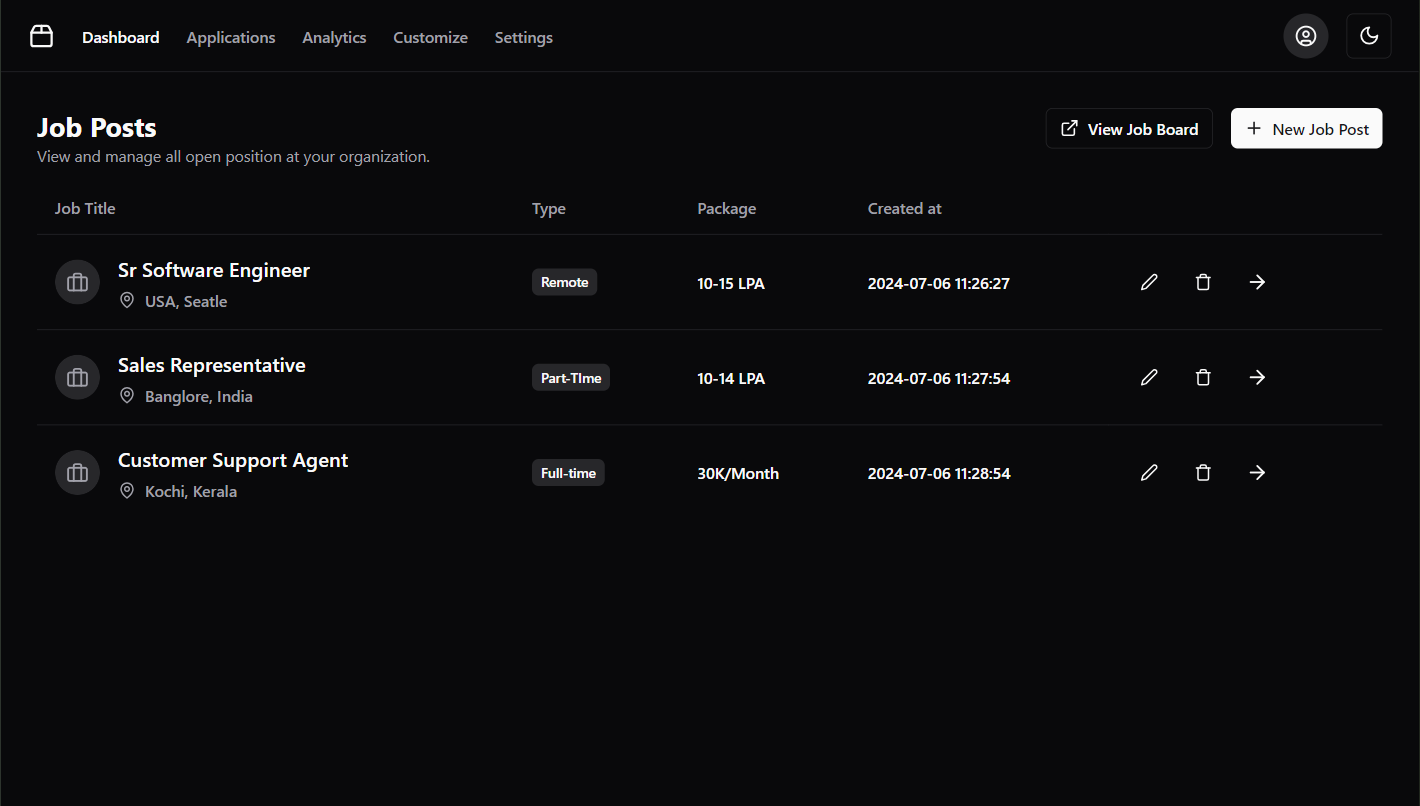 Dashboard Applications Analytics Customize Settings
Job Posts
View and manage all open position at your organization.
View Job Board
New Job Post
Job Title Type Package Created at
Sr Software Engineer
USA, Seatle
Remote 10-15 LPA 2024-07-06 11:26:27
Sales Representative
Banglore, India
Part-TIme 10-14 LPA 2024-07-06 11:27:54
Customer Support Agent
Kochi, Kerala
Full-time 30K/Month 2024-07-06 11:28:54